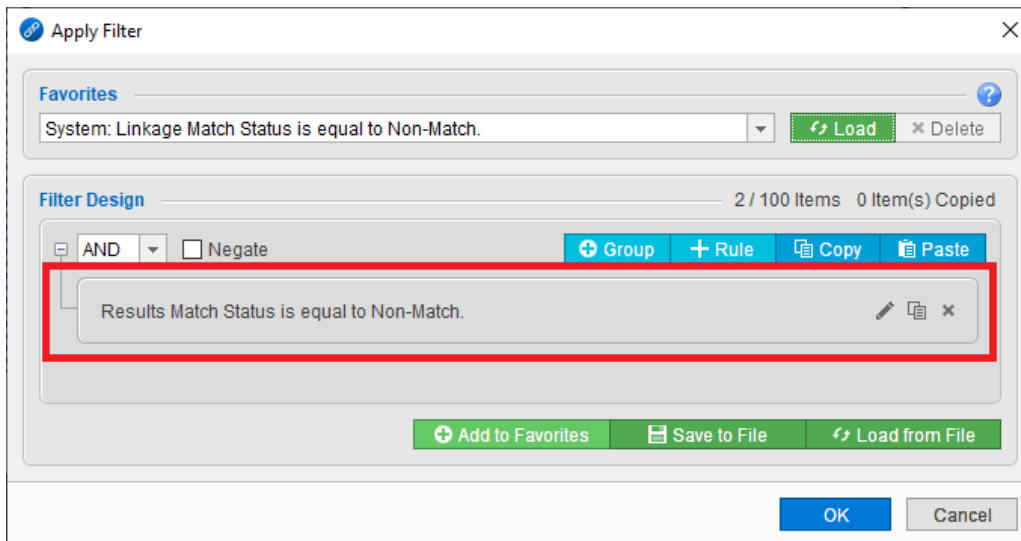 Apply Filter
Favorites
System: Linkage Match Status is equal to Non-Match.
Load
Delete
Filter Design
2 / 100 Items 0 Item(s) Copied
AND
Negate
Group
Rule
Copy
Paste
Results Match Status is equal to Non-Match.
Add to Favorites
Save to File
Load from File
OK
Cancel